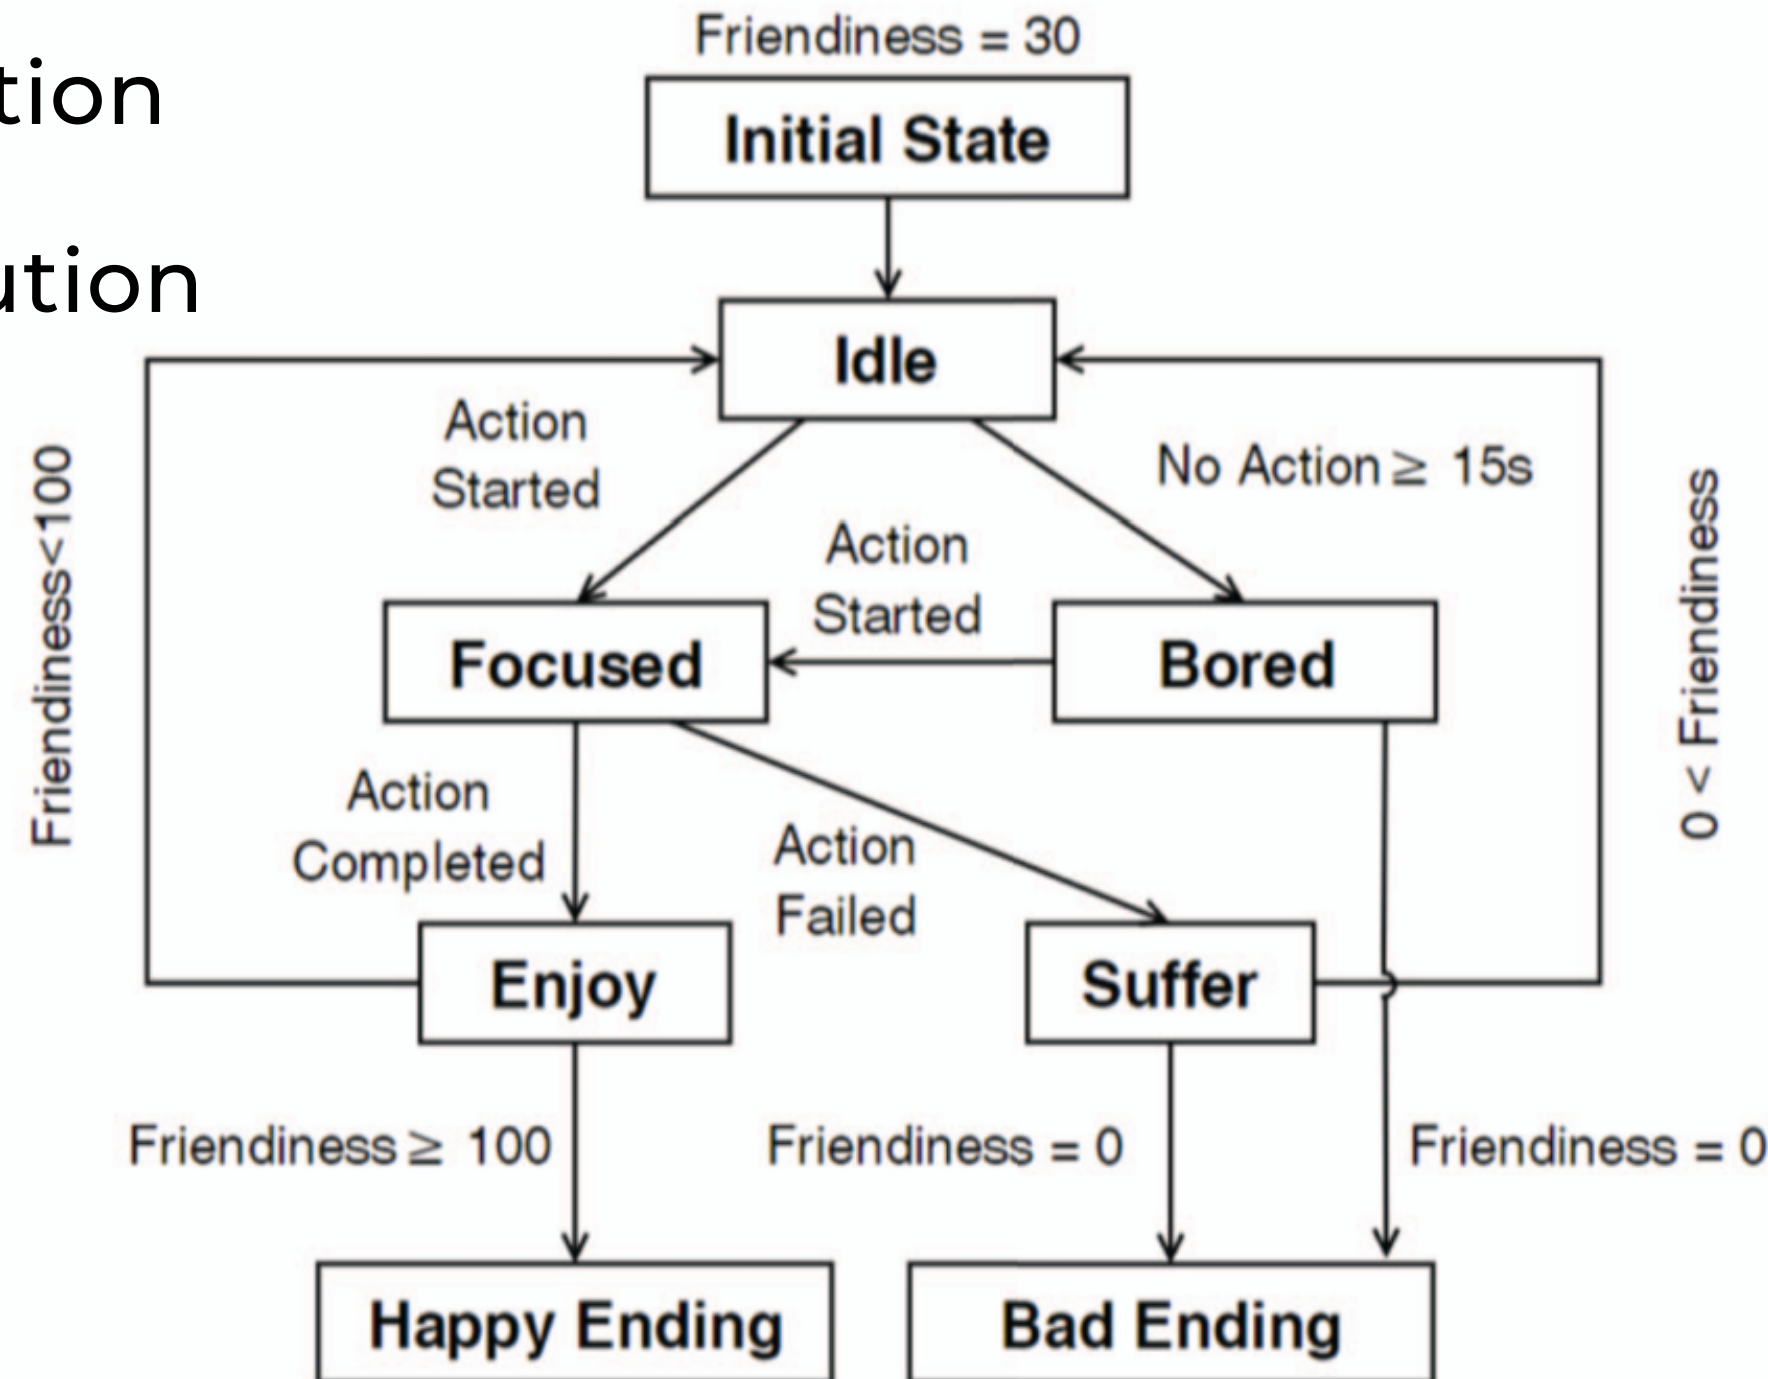 Friendiness = 30
tion
Initial State
ution
Idle
Action
Started
No Action ≥ 15s
Friendiness<100
0 < Friendiness
Action
Started
Focused
Bored
Action
Completed
Action
Failed
Enjoy
Suffer
Friendiness ≥ 100
Friendiness = 0
Friendiness = 0
Happy Ending
Bad Ending